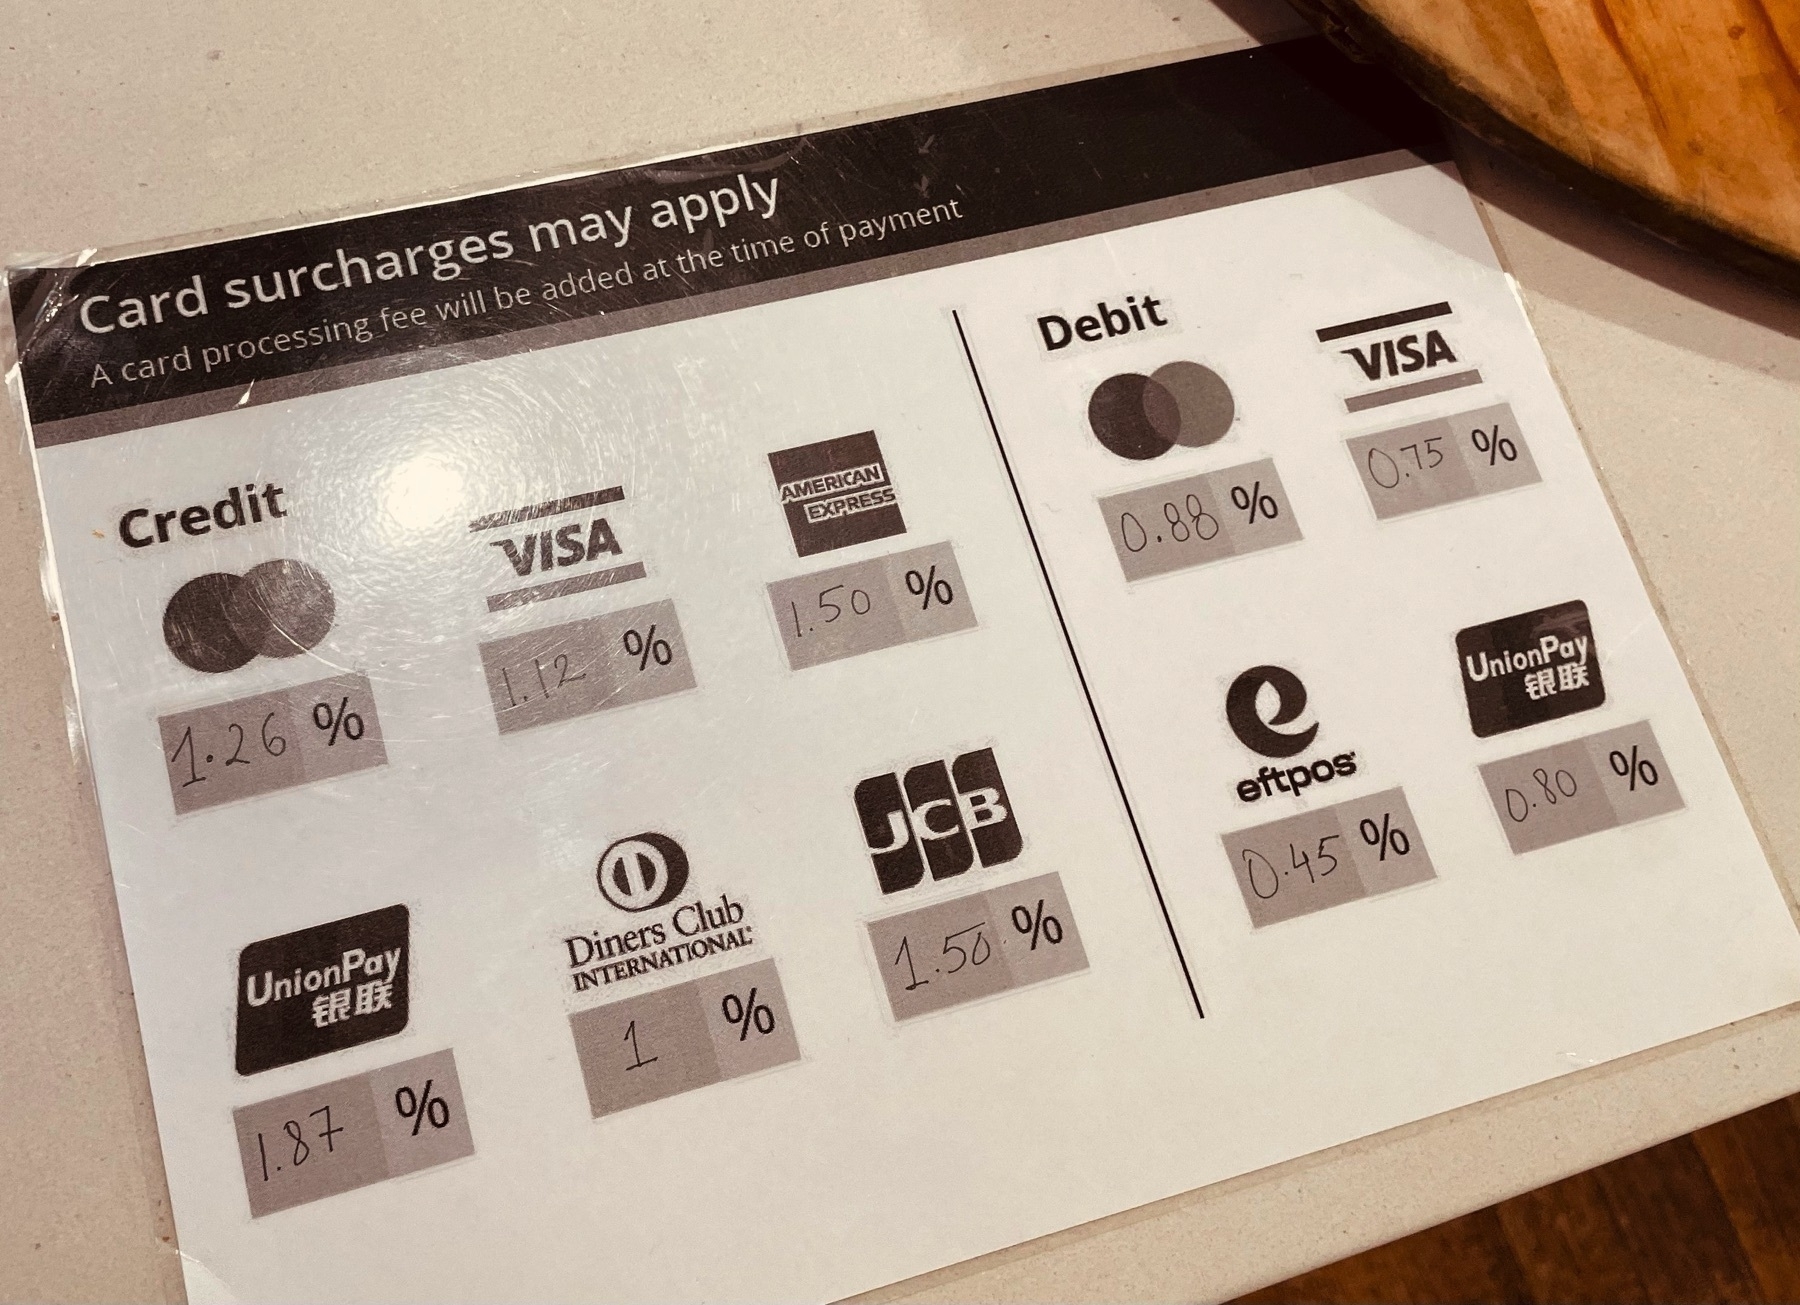 Card surcharges may apply
A card processing fee will be added at the time of payment
Credit
VISA
AMERICAN
EXPRESS
1.26 %
1.12 %
1.50 %
UnionPay
银联
Diners Club
INTERNATIONAL
JCB
1.87 %
1 %
1.50 %
Debit
VISA
0.88 %
0.75 %
eftpos
UnionPay
银联
0.45 %
0.80 %